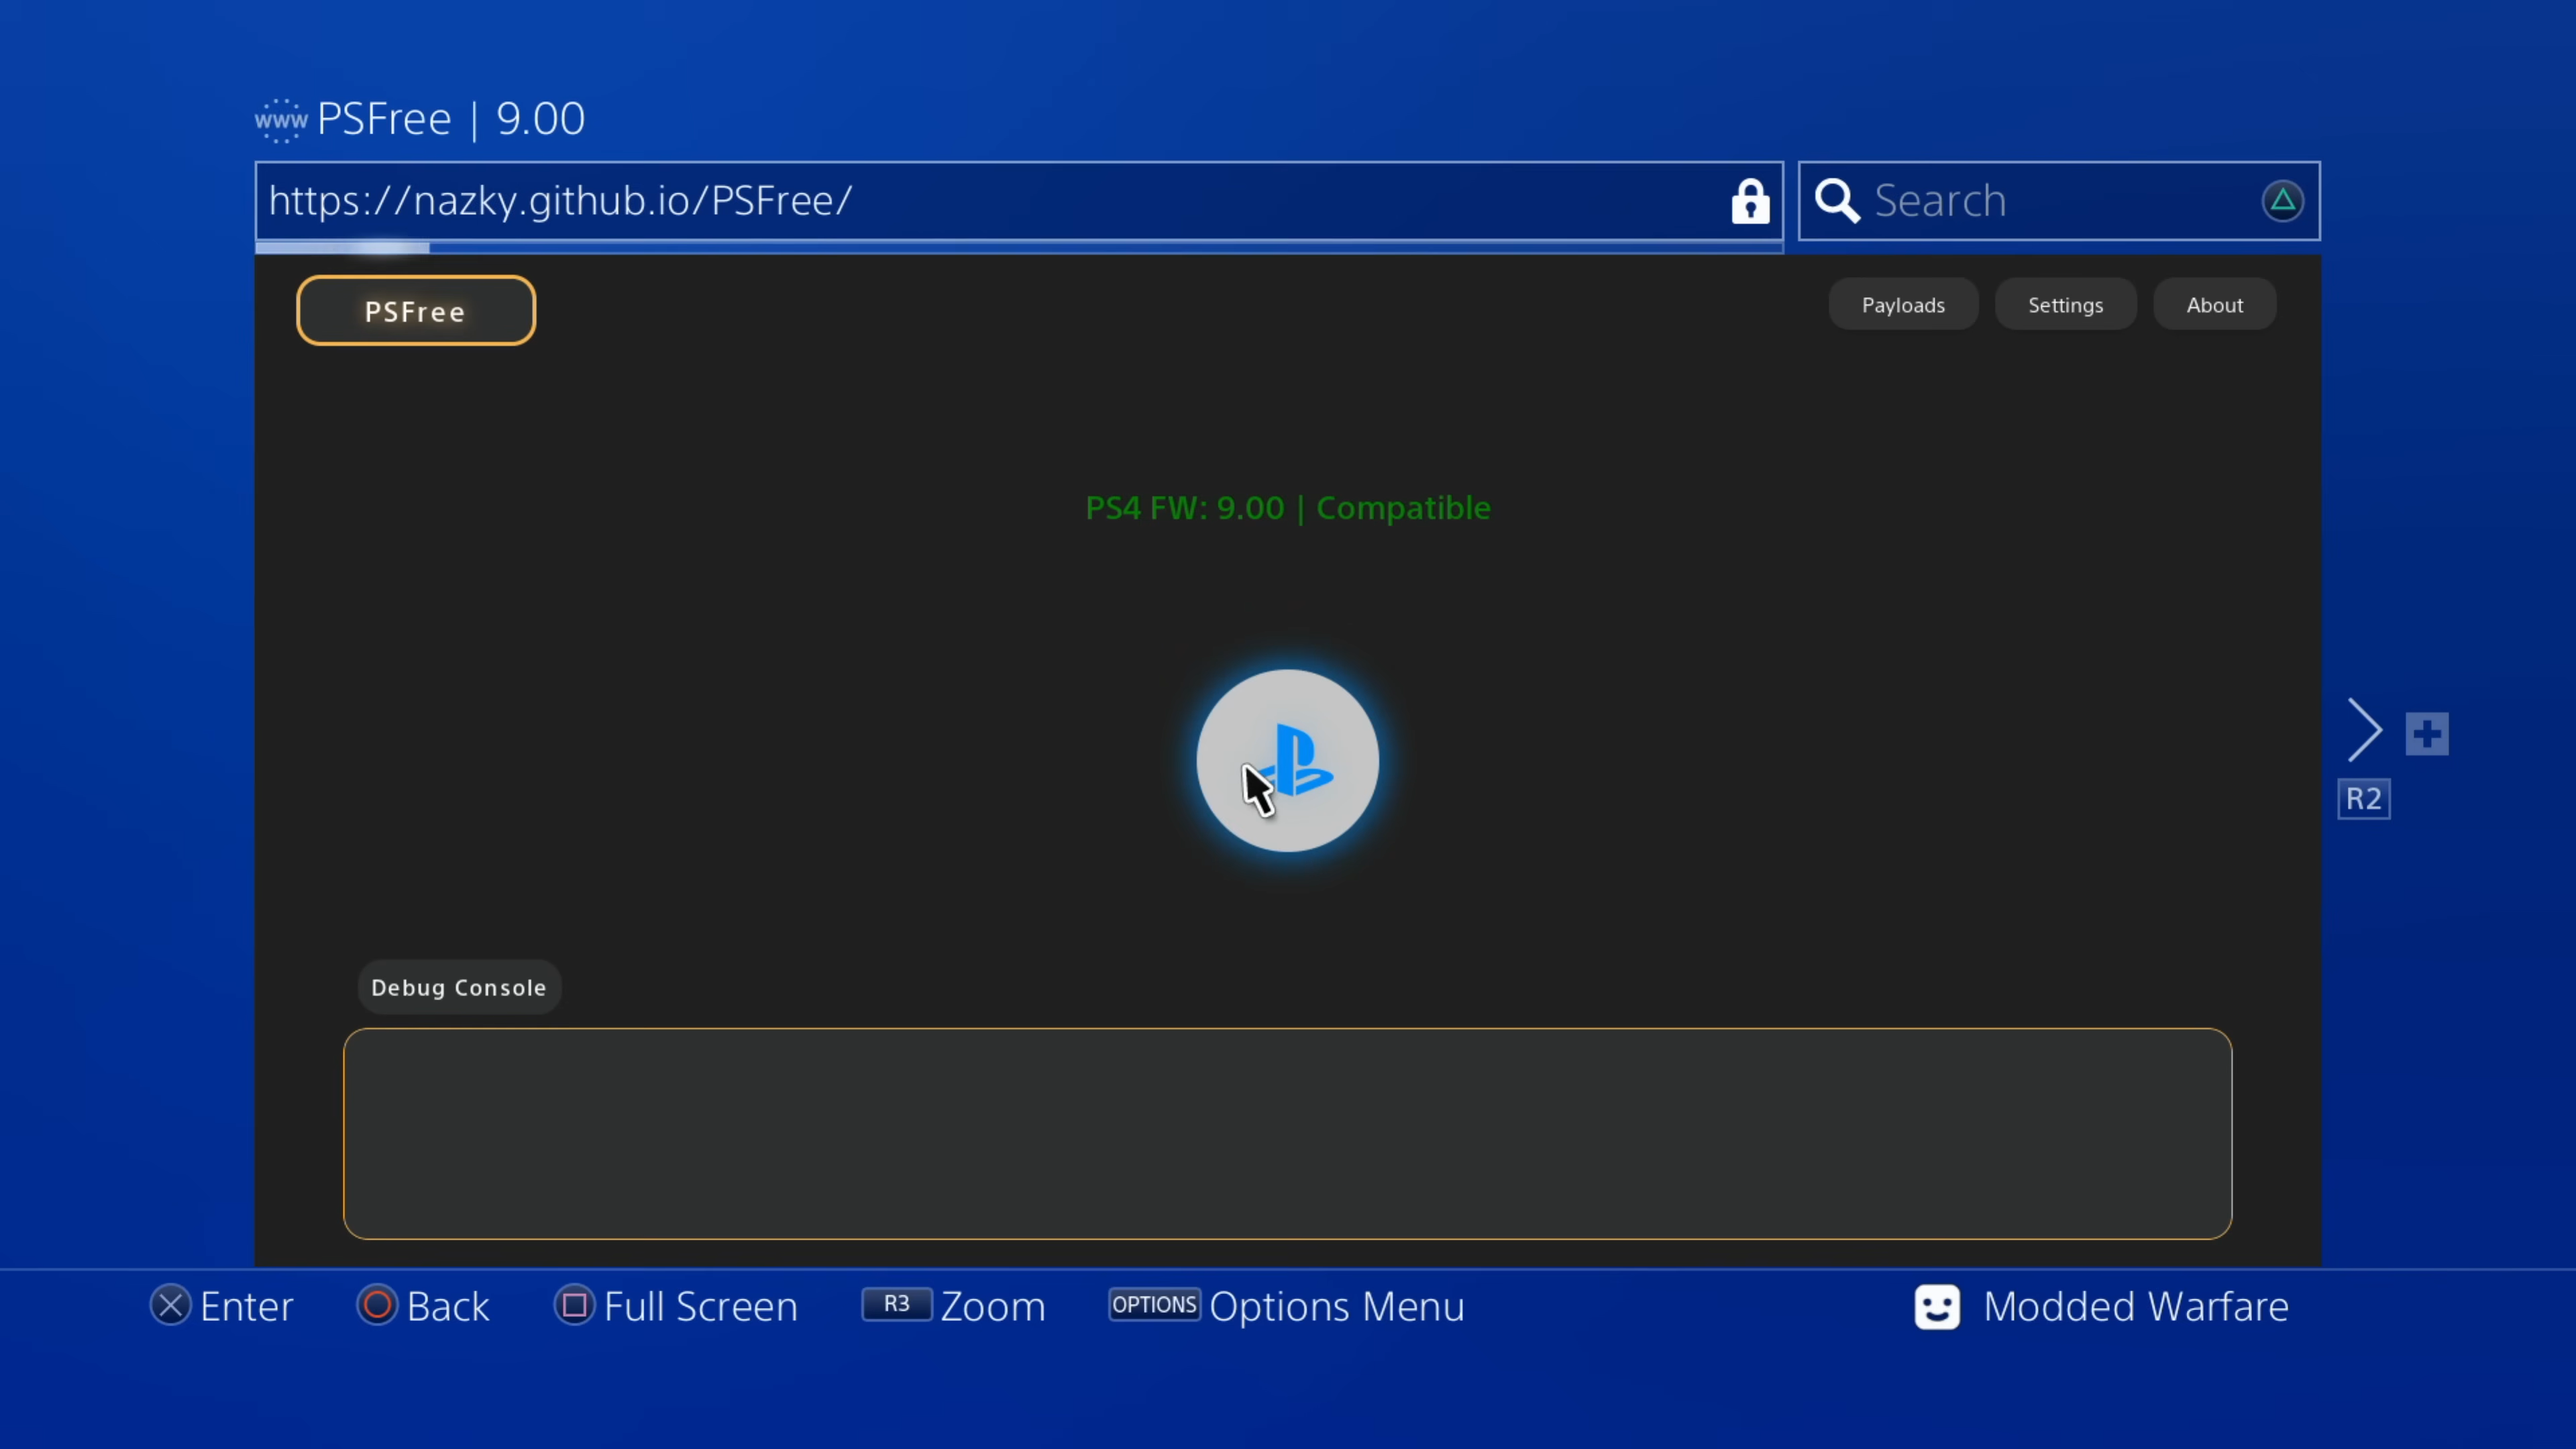 www PSFree | 9.00
https://nazky.github.io/PSFree/
Search
PSFree
Payloads
Settings
About
PS4 FW: 9.00 | Compatible
R2
Debug Console
Enter
Back
Full Screen
R3 Zoom
OPTIONS Options Menu
Modded Warfare